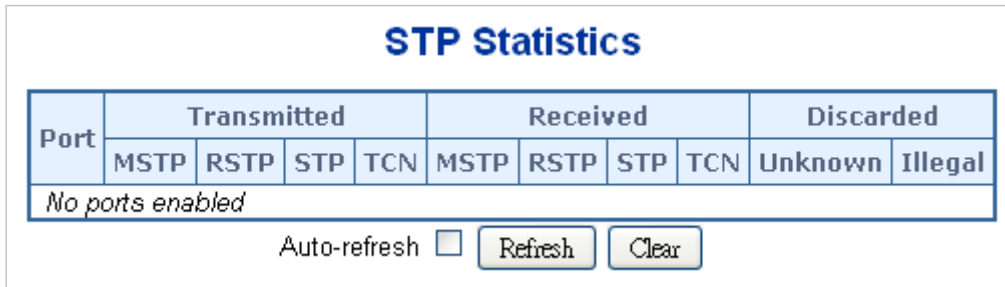 STP Statistics
Port Transmitted Received Discarded
MSTP RSTP STP TCN MSTP RSTP STP TCN Unknown Illegal
No ports enabled
Auto-refresh Refresh Clear